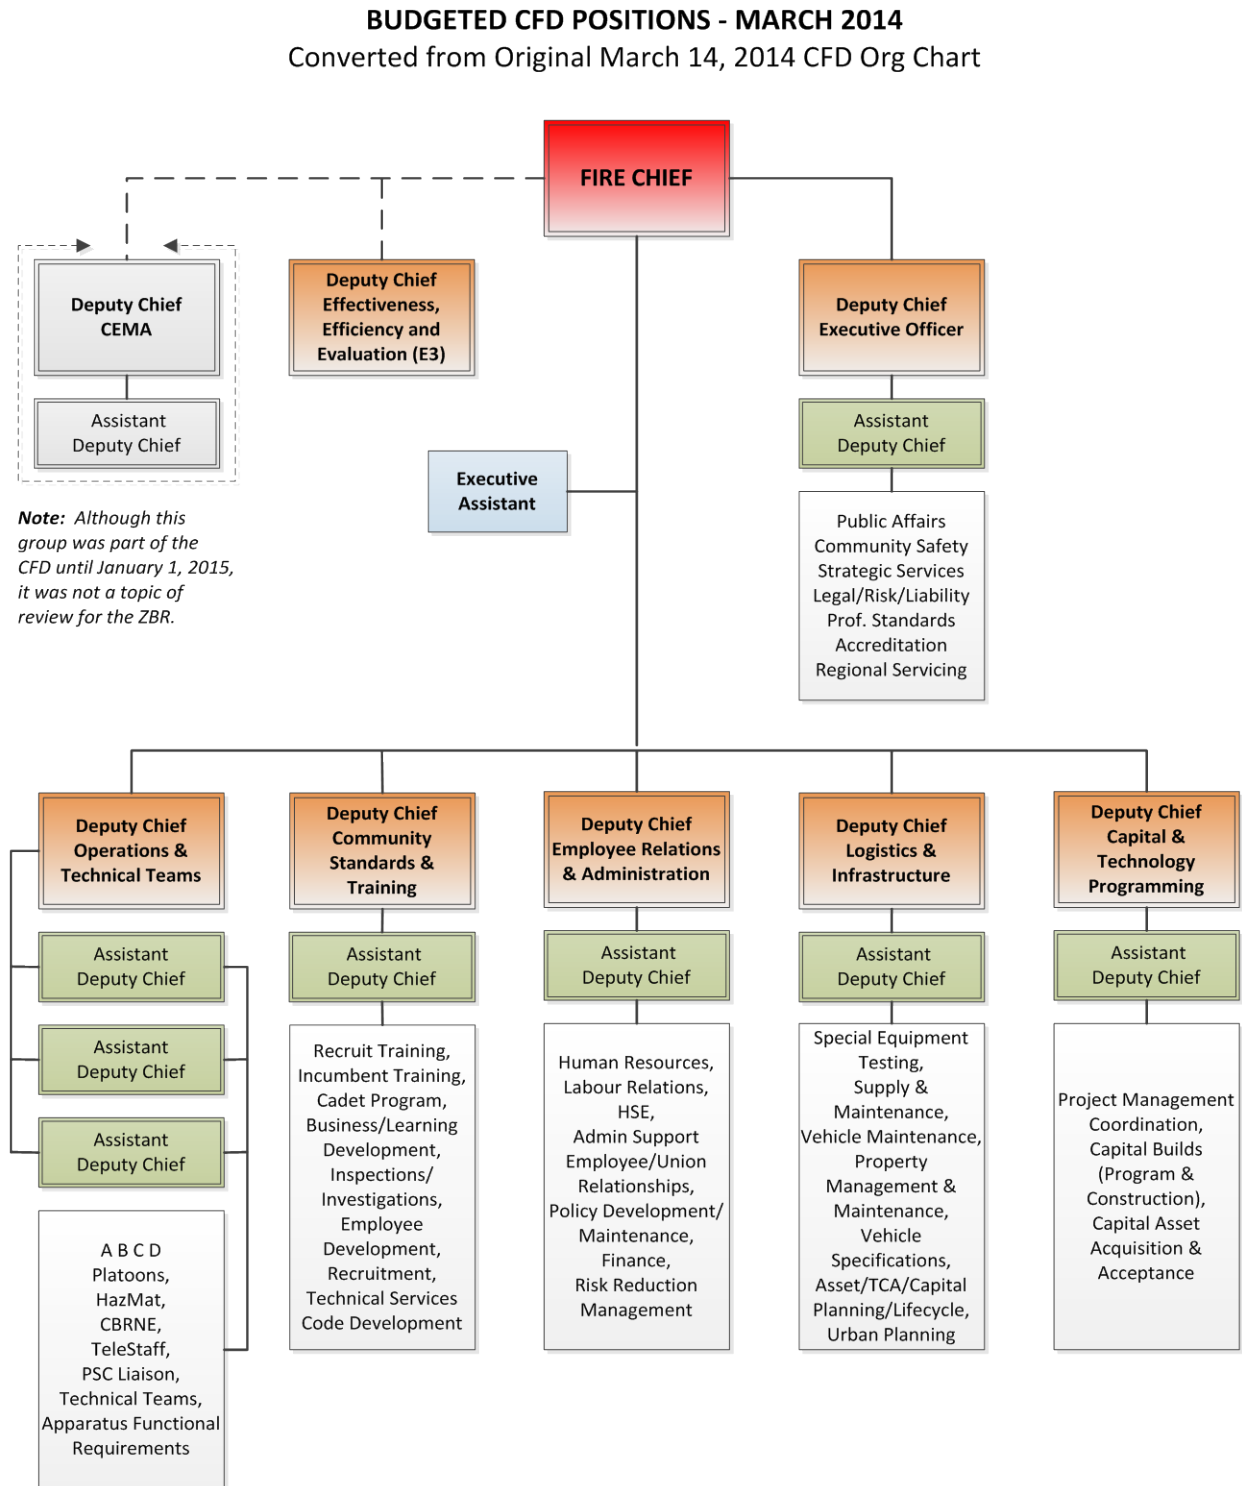 BUDGETED CFD POSITIONS - MARCH 2014
Converted from Original March 14, 2014 CFD Org Chart
FIRE CHIEF
Deputy Chief
CEMA
Assistant
Deputy Chief
Note: Although this
group was part of the
CFD until January 1, 2015,
it was not a topic of
review for the ZBR.
Deputy Chief
Effectiveness,
Efficiency and
Evaluation (E3)
Deputy Chief
Executive Officer
Assistant
Deputy Chief
Public Affairs
Community Safety
Strategic Services
Legal/Risk/Liability
Prof. Standards
Accreditation
Regional Servicing
Executive
Assistant
Deputy Chief
Operations &
Technical Teams
Assistant
Deputy Chief
Assistant
Deputy Chief
Assistant
Deputy Chief
A B C D
Platoons,
HazMat,
CBRNE,
TeleStaff,
PSC Liaison,
Technical Teams,
Apparatus Functional
Requirements
Deputy Chief
Community
Standards &
Training
Assistant
Deputy Chief
Recruit Training,
Incumbent Training,
Cadet Program,
Business/Learning
Development,
Inspections/
Investigations,
Employee
Development,
Recruitment,
Technical Services
Code Development
Deputy Chief
Employee Relations
& Administration
Assistant
Deputy Chief
Human Resources,
Labour Relations,
HSE,
Admin Support
Employee/Union
Relationships,
Policy Development/
Maintenance,
Finance,
Risk Reduction
Management
Deputy Chief
Logistics &
Infrastructure
Assistant
Deputy Chief
Special Equipment
Testing,
Supply &
Maintenance,
Vehicle Maintenance,
Property
Management &
Maintenance,
Vehicle
Specifications,
Asset/TCA/Capital
Planning/Lifecycle,
Urban Planning
Deputy Chief
Capital &
Technology
Programming
Assistant
Deputy Chief
Project Management
Coordination,
Capital Builds
(Program &
Construction),
Capital Asset
Acquisition &
Acceptance